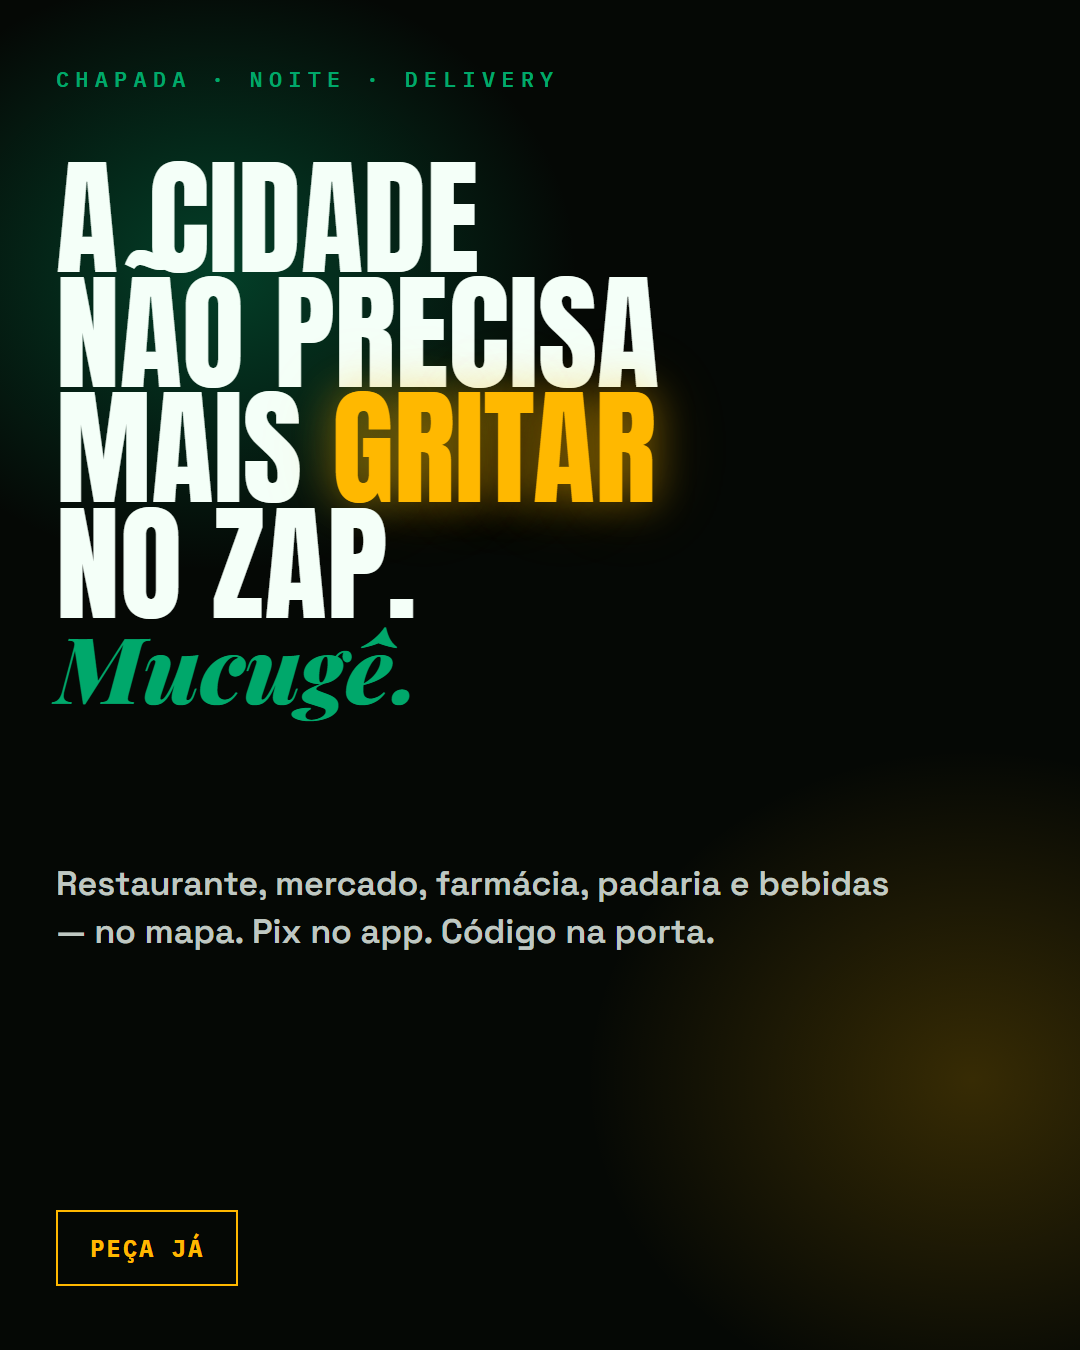 CHAPADA · NOITE · DELIVERY
A CIDADE
NÃO PRECISA
MAIS GRITAR
NO ZAP.
Mucugê.
Restaurante, mercado, farmácia, padaria e bebidas
— no mapa. Pix no app. Código na porta.
PEÇA JÁ